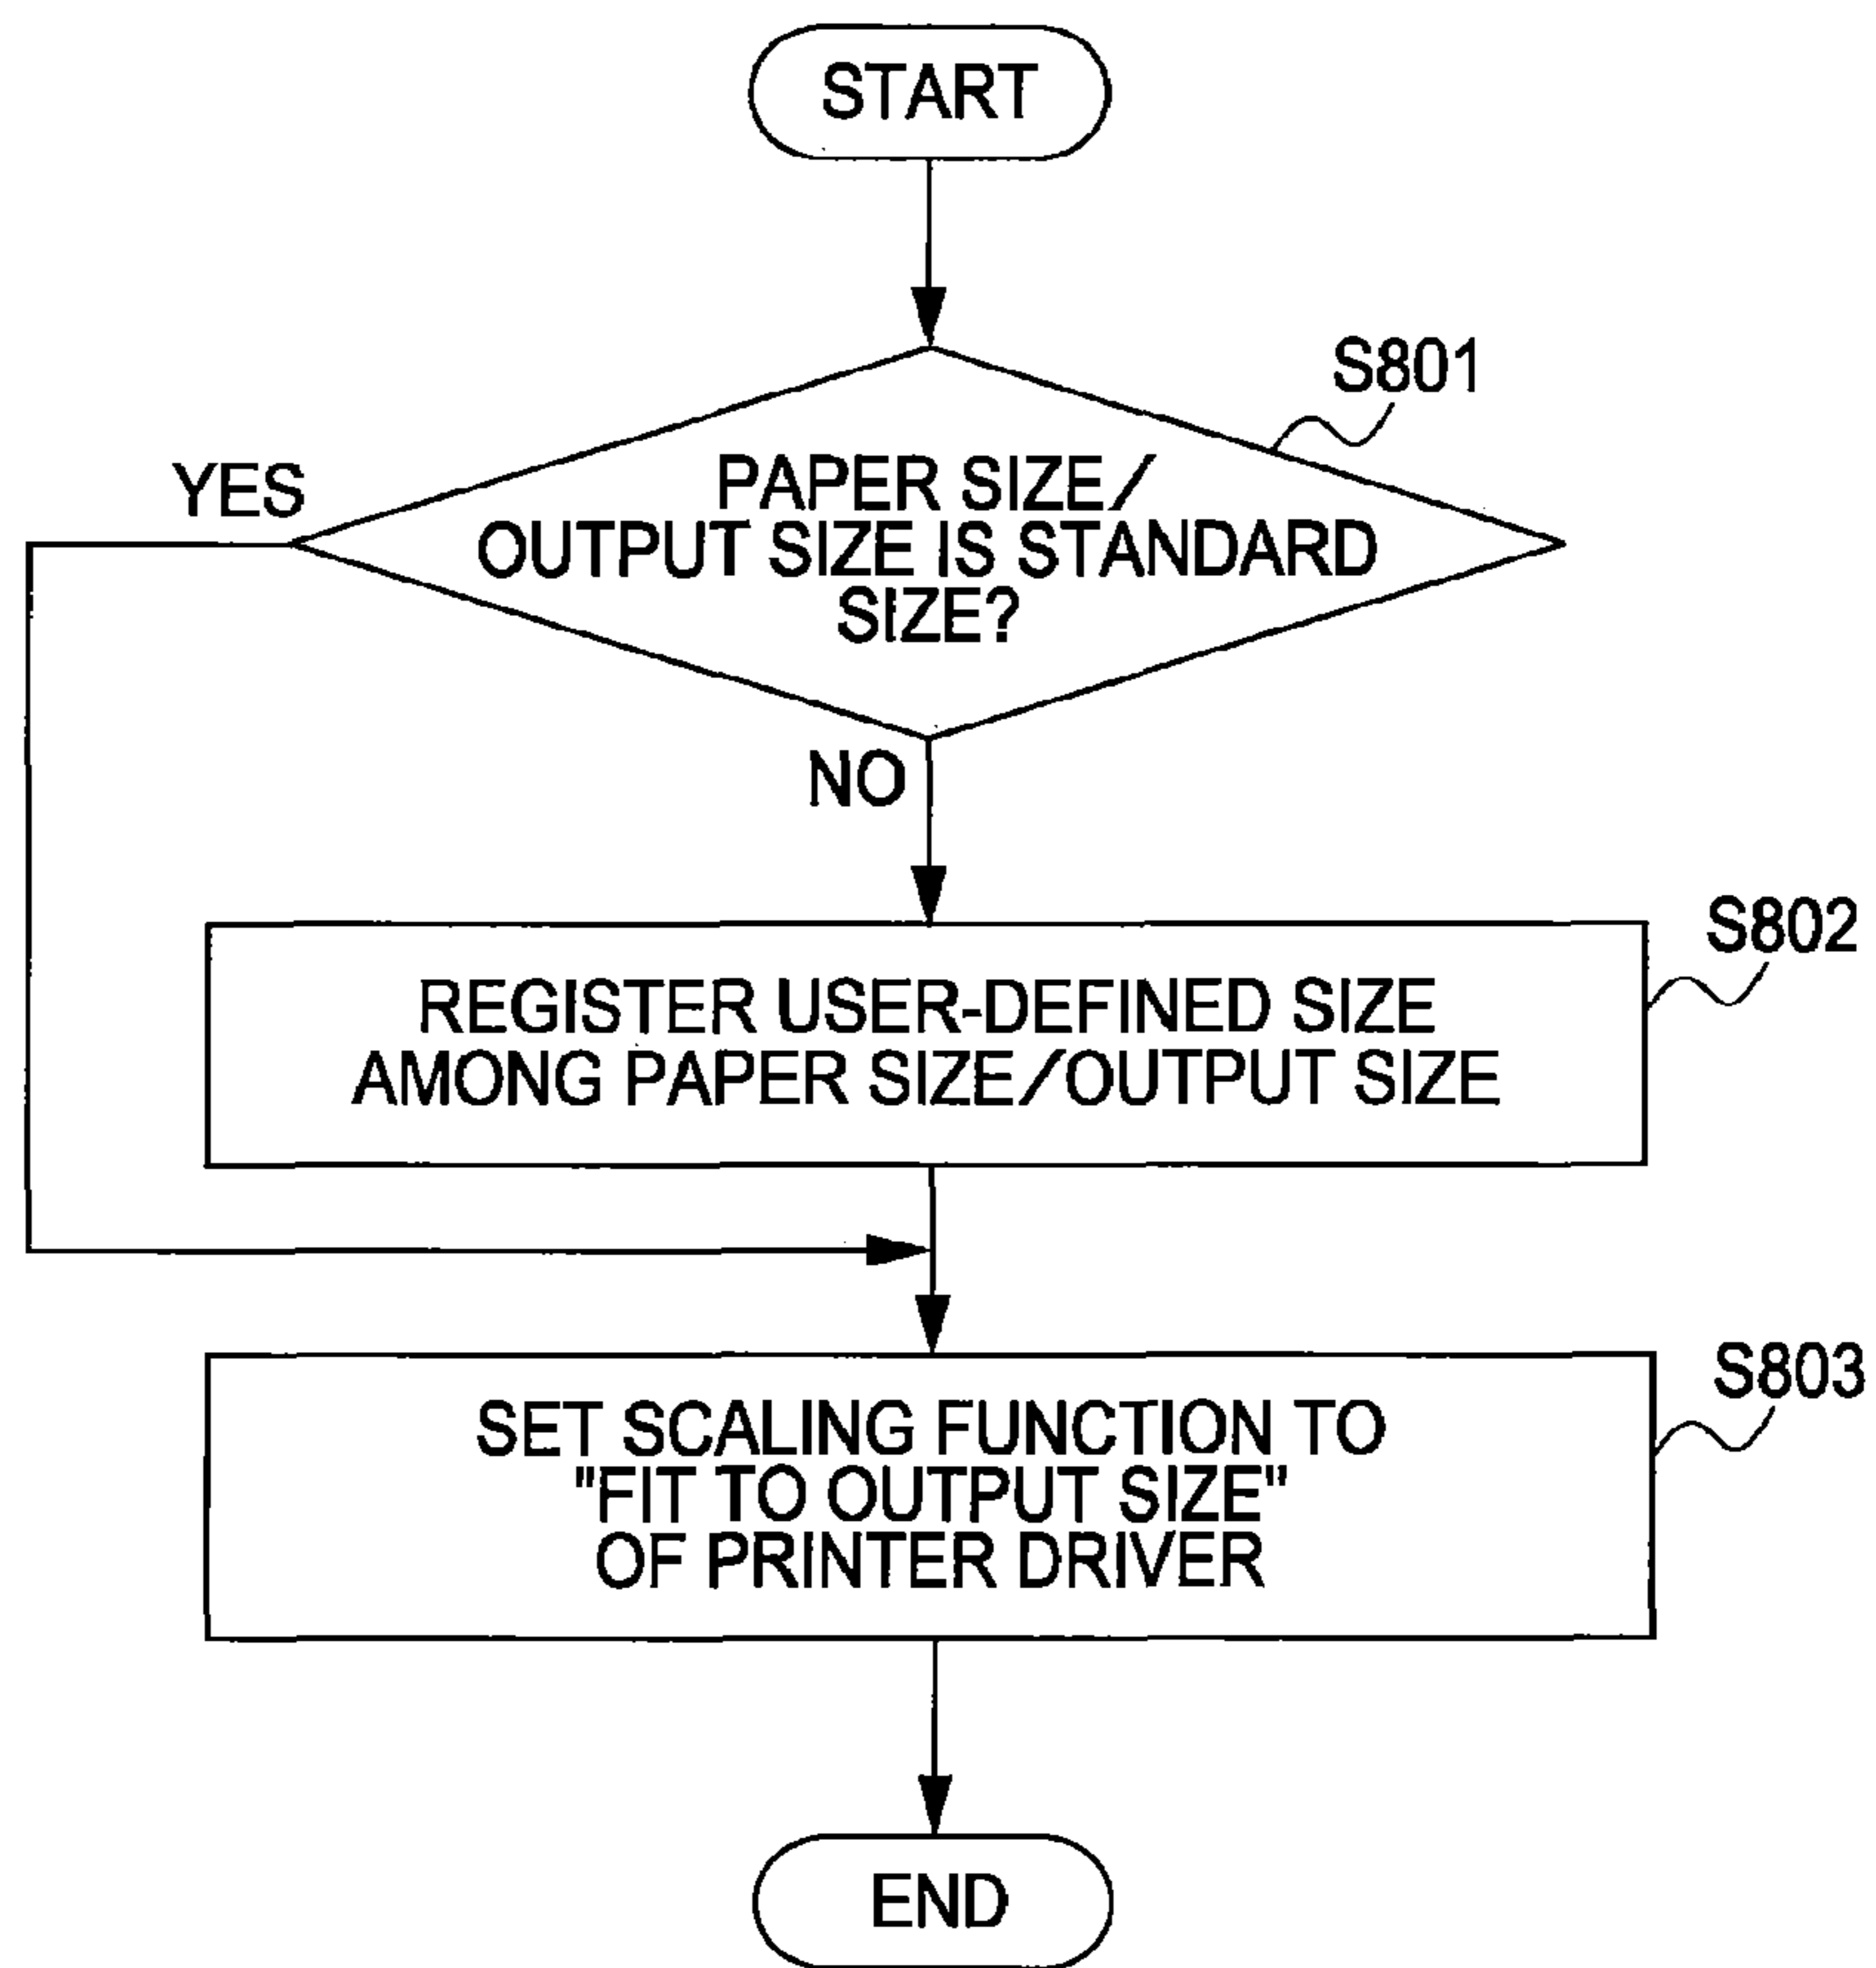 START
S801
YES
PAPER SIZE/
OUTPUT SIZE IS STANDARD
SIZE?
NO
S802
REGISTER USER-DEFINED SIZE
AMONG PAPER SIZE/OUTPUT SIZE
S803
SET SCALING FUNCTION TO
"FIT TO OUTPUT SIZE"
OF PRINTER DRIVER
END